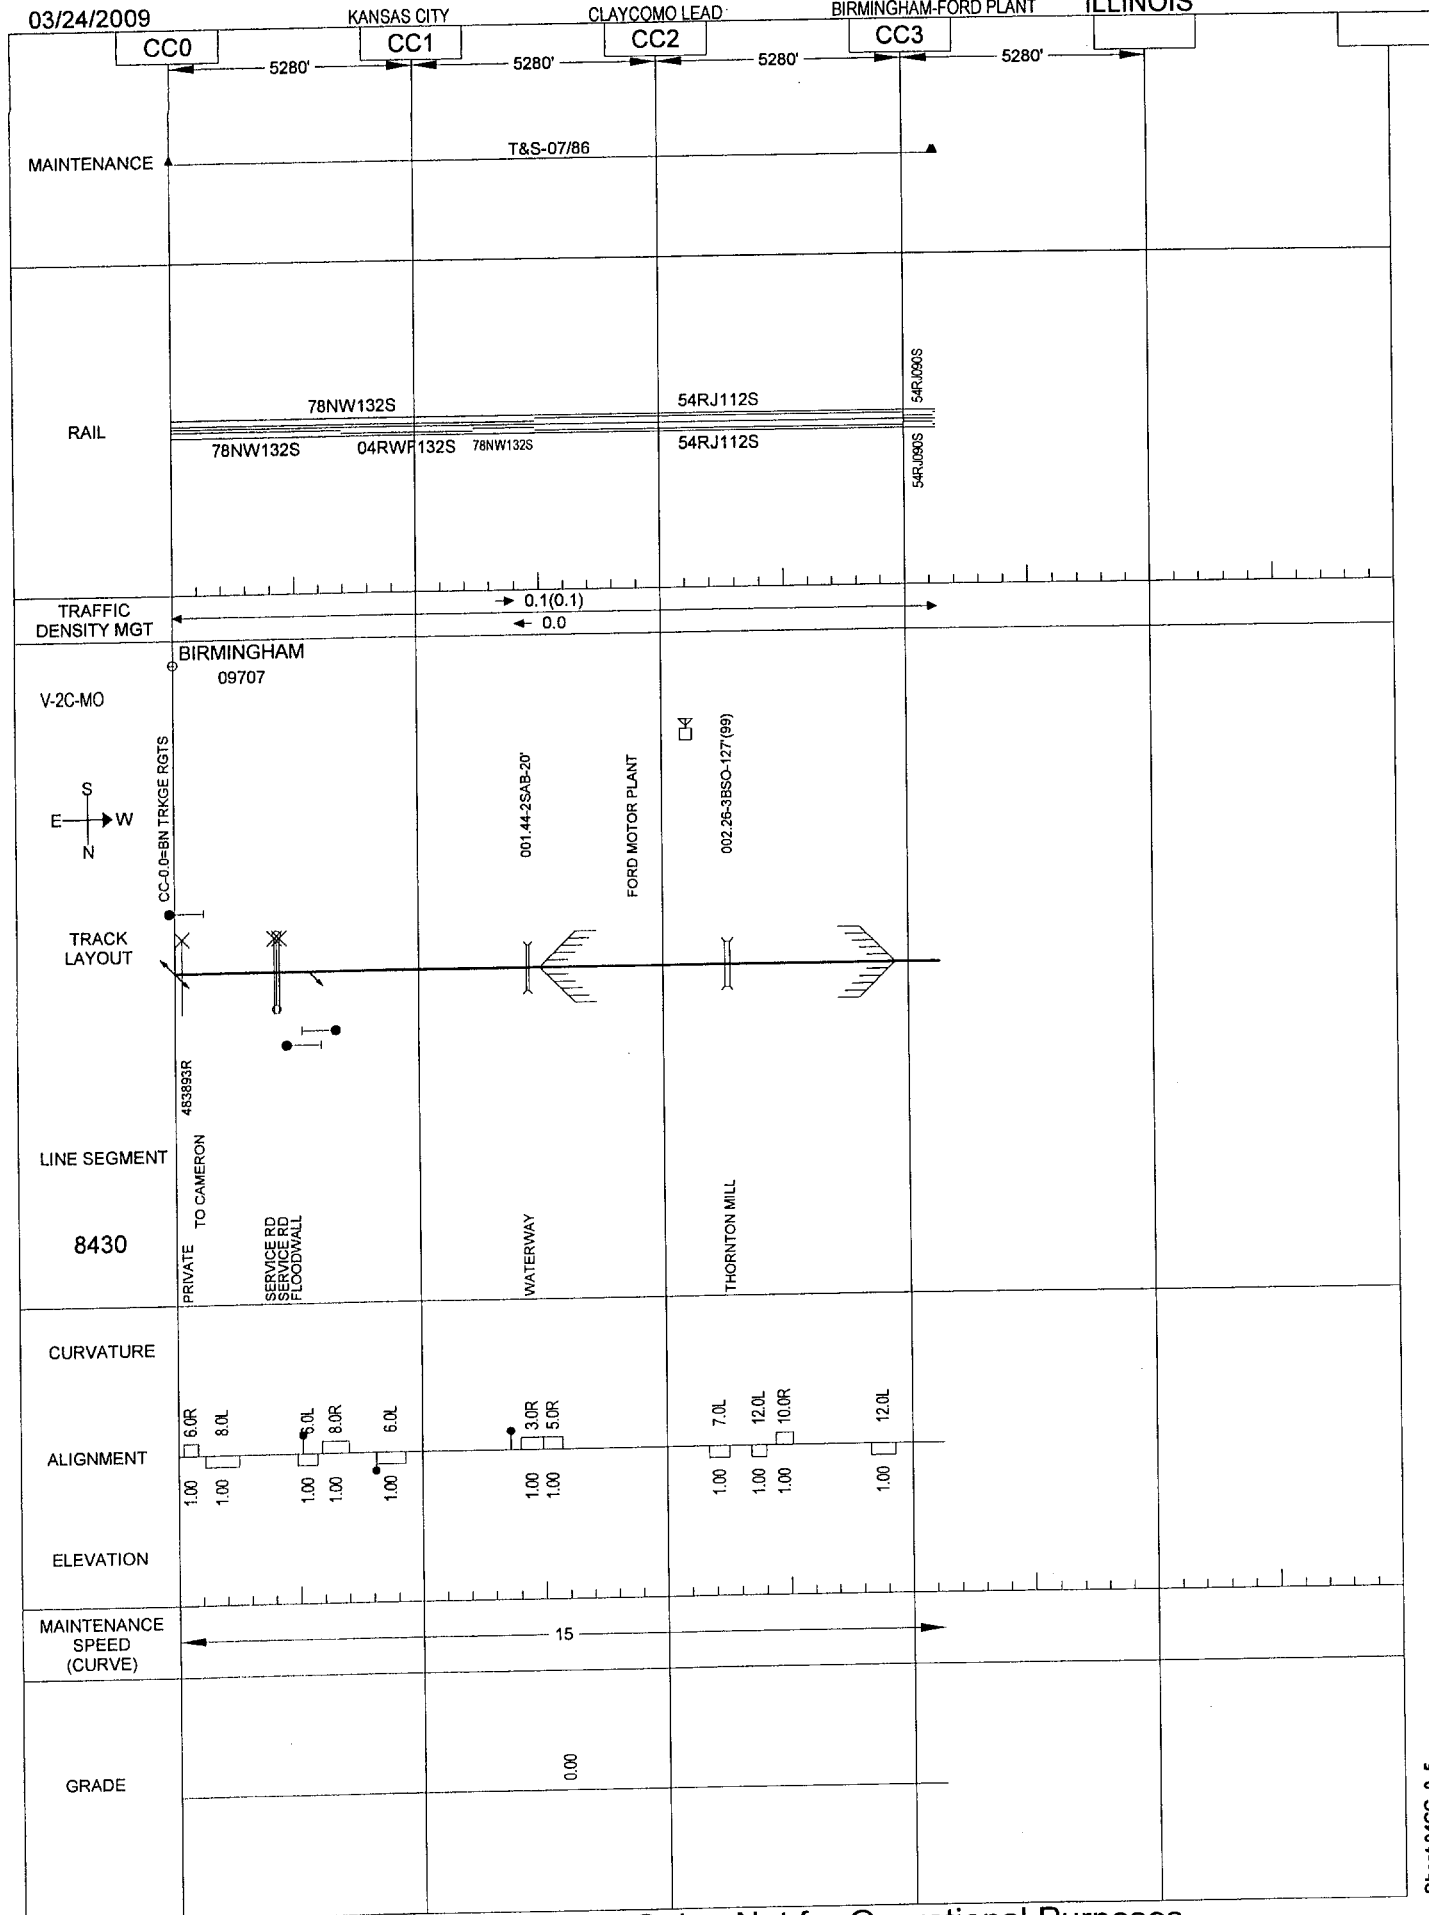 03/24/2009
KANSAS CITY
CLAYCOMO LEAD
BIRMINGHAM-FORD PLANT
ILLINOIS
CC0
CC1
CC2
CC3
5280'
5280'
5280'
5280'
MAINTENANCE
T&S-07/86
RAIL
78NW132S
54RJ112S
54RJ090S
78NW132S
04RWF132S
78NW132S
54RJ112S
54RJ090S
TRAFFIC
DENSITY MGT
0.1(0.1)
0.0
BIRMINGHAM
09707
V-2C-MO
S
E
W
N
CC-0.0=BN TRKGE RGTS
001.44-2SAB-20'
FORD MOTOR PLANT
002.26-3BSO-127'(99)
TRACK
LAYOUT
483893R
LINE SEGMENT
8430
PRIVATE
TO CAMERON
SERVICE RD
SERVICE RD
FLOODWALL
WATERWAY
THORNTON MILL
CURVATURE
6.0R
8.0L
8.0R
6.0L
3.0R
5.0R
7.0L
12.0L
10.0R
12.0L
ALIGNMENT
1.00
1.00
1.00
1.00
1.00
1.00
1.00
1.00
1.00
1.00
1.00
ELEVATION
MAINTENANCE
SPEED
(CURVE)
15
GRADE
0.00
Not for Operational Purposes